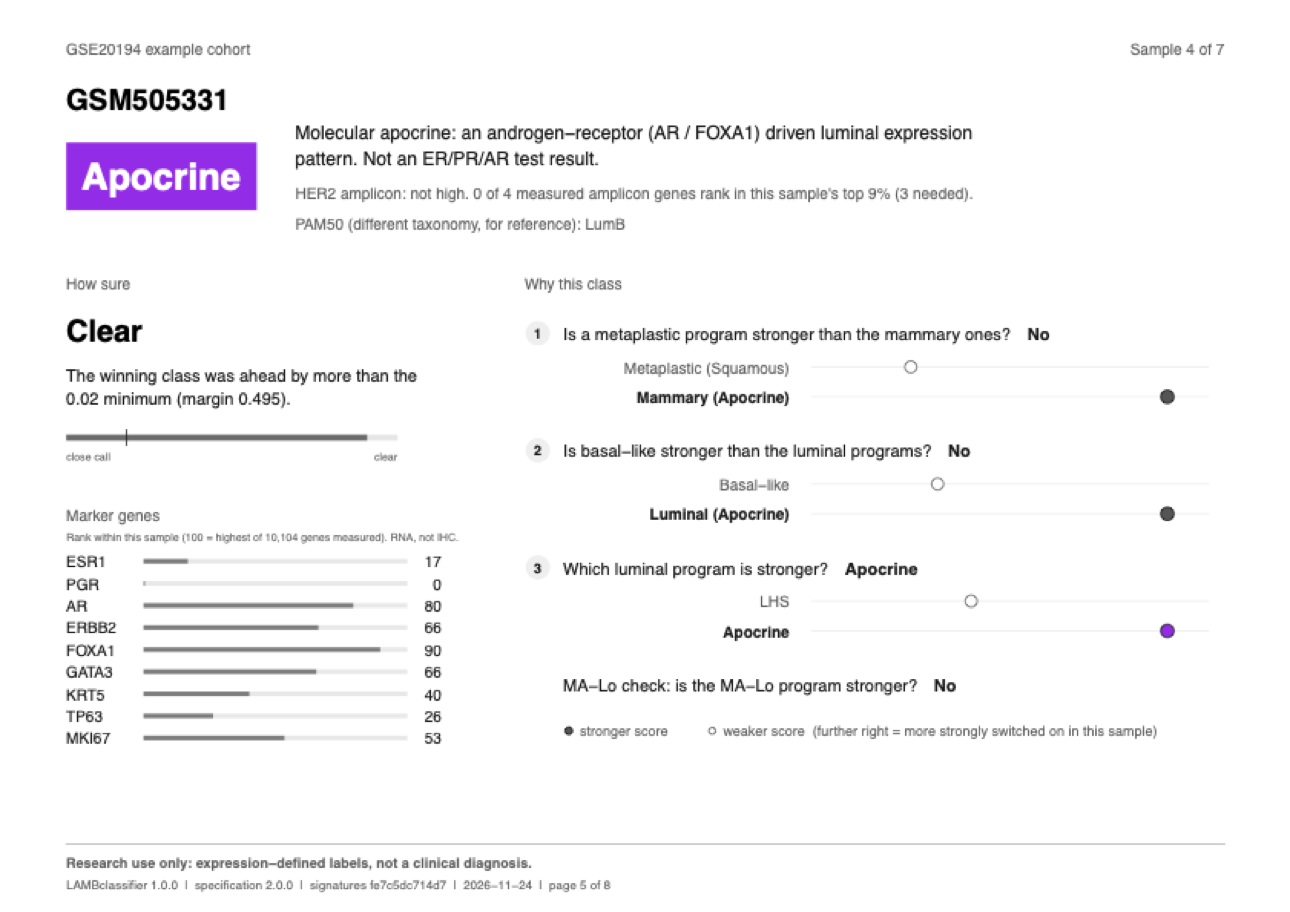 GSE20194 example cohort
Sample 4 of 7
GSM505331
Apocrine
Molecular apocrine: an androgen–receptor (AR / FOXA1) driven luminal expression
pattern. Not an ER/PR/AR test result.
HER2 amplicon: not high. 0 of 4 measured amplicon genes rank in this sample's top 9% (3 needed).
PAM50 (different taxonomy, for reference): LumB
How sure
Clear
The winning class was ahead by more than the
0.02 minimum (margin 0.495).
close call
clear
Marker genes
Rank within this sample (100 = highest of 10,104 genes measured). RNA, not IHC.
ESR1 17
PGR 0
AR 80
ERBB2 66
FOXA1 90
GATA3 66
KRT5 40
TP63 26
MKI67 53
Why this class
1 Is a metaplastic program stronger than the mammary ones? No
Metaplastic (Squamous)
Mammary (Apocrine)
2 Is basal–like stronger than the luminal programs? No
Basal–like
Luminal (Apocrine)
3 Which luminal program is stronger? Apocrine
LHS
Apocrine
MA–Lo check: is the MA–Lo program stronger? No
stronger score
weaker score (further right = more strongly switched on in this sample)
Research use only: expression–defined labels, not a clinical diagnosis.
LAMBclassifier 1.0.0 | specification 2.0.0 | signatures fe7c5dc714d7 | 2026–11–24 | page 5 of 8